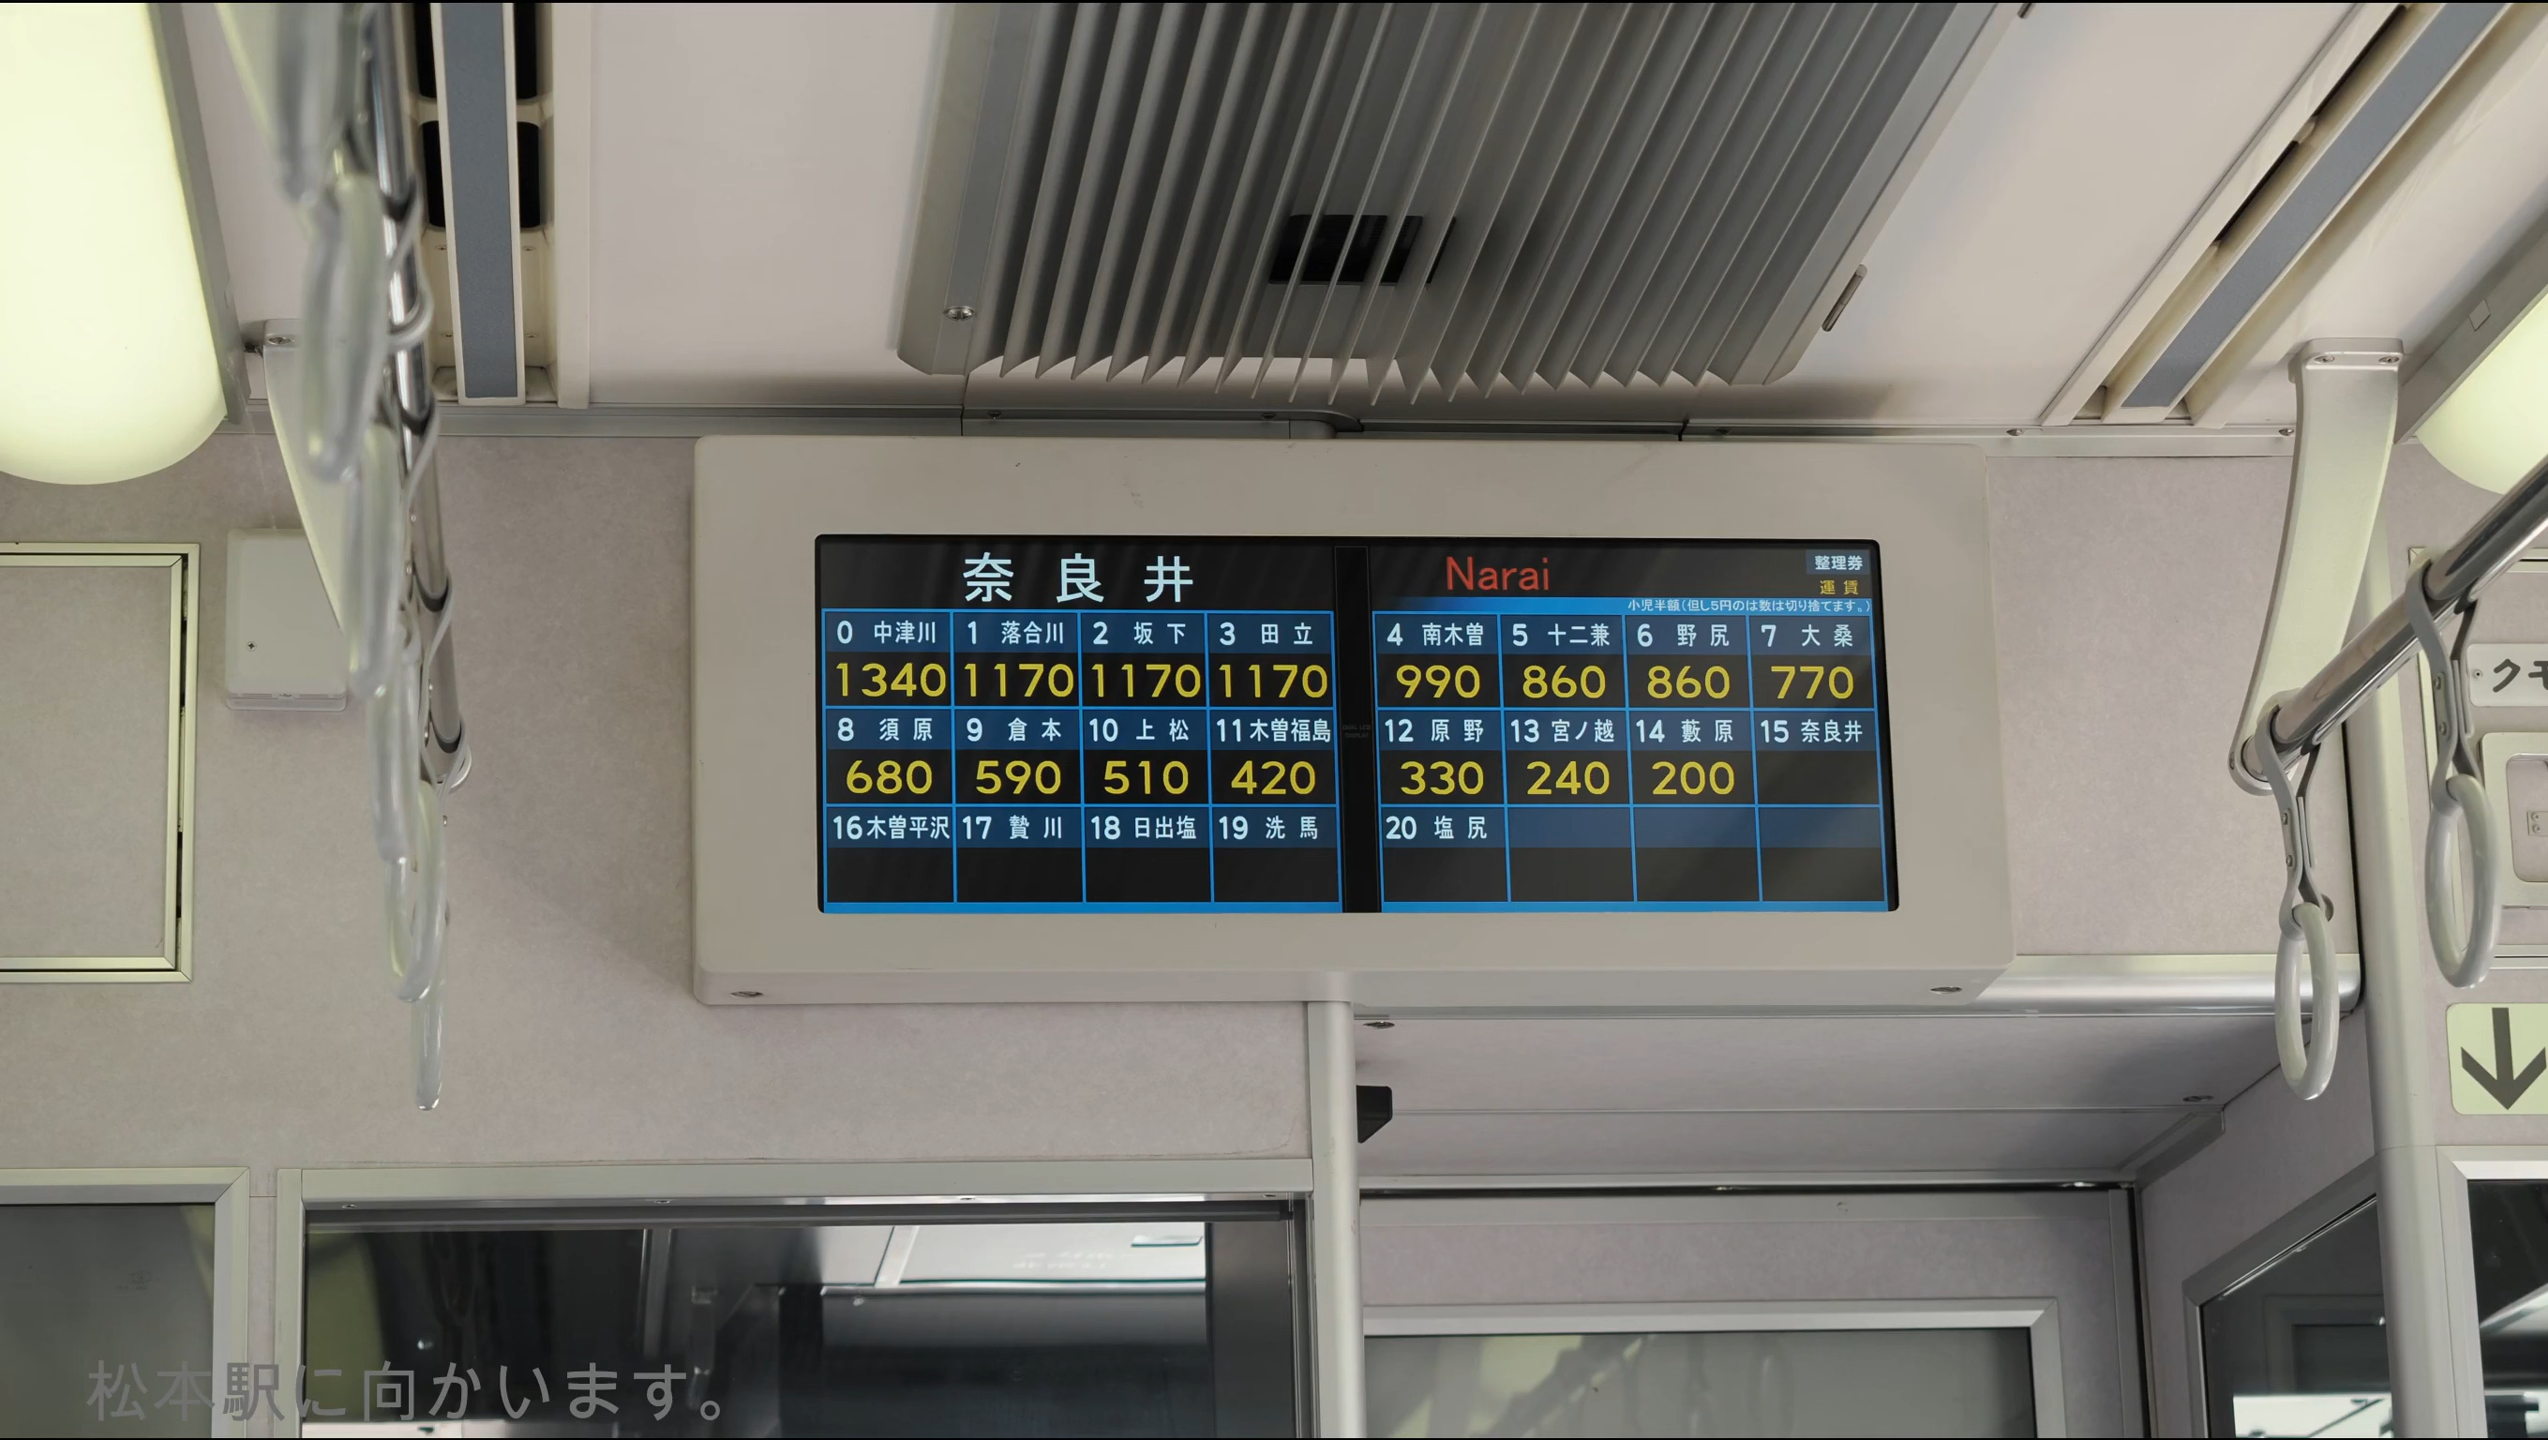 奈良井 Narai 整理券
運賃
小児半額(但し5円のは数は切り捨てます。)
0 中津川 1 落合川 2 坂下 3 田立 4 南木曽 5 十二兼 6 野尻 7 大桑
1340 1170 1170 1170 990 860 860 770
8 須原 9 倉本 10 上松 11 木曽福島 12 原野 13 宮ノ越 14 藪原 15 奈良井
680 590 510 420 330 240 200
16 木曽平沢 17 贄川 18 日出塩 19 洗馬 20 塩尻
クモ
松本駅に向かいます。